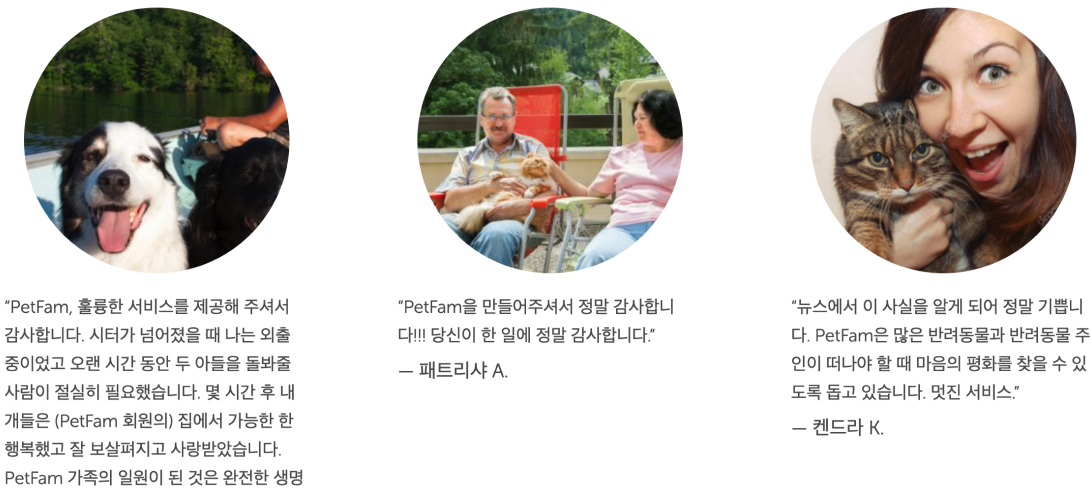 “PetFam, 훌륭한 서비스를 제공해 주셔서
감사합니다. 시터가 넘어졌을 때 나는 외출
중이었고 오랜 시간 동안 두 아들을 돌봐줄
사람이 절실히 필요했습니다. 몇 시간 후 내
개들은 (PetFam 회원의) 집에서 가능한 한
행복했고 잘 보살펴지고 사랑받았습니다.
PetFam 가족의 일원이 된 것은 완전한 생명
“PetFam을 만들어주셔서 정말 감사합니
다!!! 당신이 한 일에 정말 감사합니다.”
— 패트리샤 A.
“뉴스에서 이 사실을 알게 되어 정말 기쁩니
다. PetFam은 많은 반려동물과 반려동물 주
인이 떠나야 할 때 마음의 평화를 찾을 수 있
도록 돕고 있습니다. 멋진 서비스.”
— 켄드라 K.